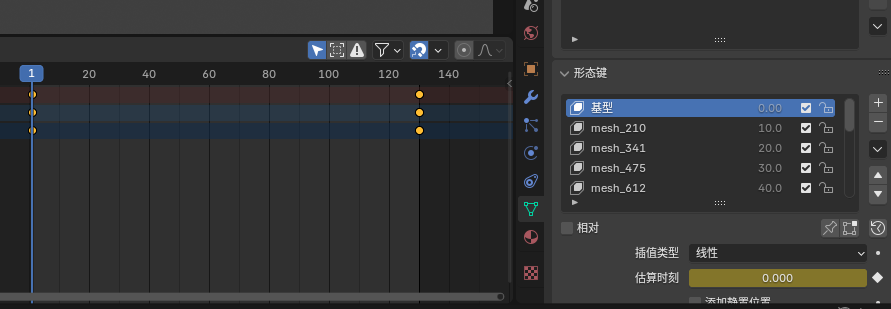 1 20 40 60 80 100 120 140
形态键
基型 0.00
mesh_210 10.0
mesh_341 20.0
mesh_475 30.0
mesh_612 40.0
相对
插值类型 线性
估算时刻 0.000
添加静置位置